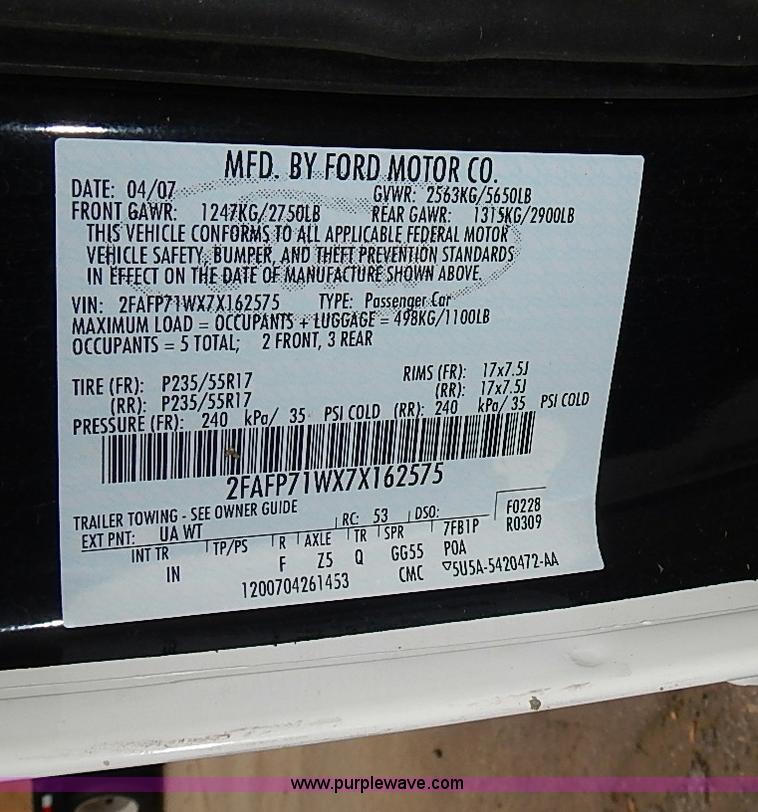 MFD. BY FORD MOTOR CO.
DATE: 04/07 GVWR: 2563KG/5650LB
FRONT GAWR: 1247KG/2750LB REAR GAWR: 1315KG/2900LB
THIS VEHICLE CONFORMS TO ALL APPLICABLE FEDERAL MOTOR
VEHICLE SAFETY, BUMPER, AND THEFT PREVENTION STANDARDS
IN EFFECT ON THE DATE OF MANUFACTURE SHOWN ABOVE.
VIN: 2FAFP71WX7X162575 TYPE: Passenger Car
MAXIMUM LOAD = OCCUPANTS + LUGGAGE = 498KG/1100LB
OCCUPANTS = 5 TOTAL; 2 FRONT, 3 REAR
TIRE (FR): P235/55R17 RIMS (FR): 17x7.5J
(RR): P235/55R17 (RR): 17x7.5J
PRESSURE (FR): 240 kPa/ 35 PSI COLD (RR): 240 kPa/ 35 PSI COLD
2FAFP71WX7X162575
TRAILER TOWING - SEE OWNER GUIDE
EXT PNT: UA WT RC: 53 DSO: F0228
INT TR TP/PS R AXLE TR SPR 7FB1P R0309
IN F Z5 Q GG55 POA
1200704261453 CMC ▽5U5A-5420472-AA
www.purplewave.com